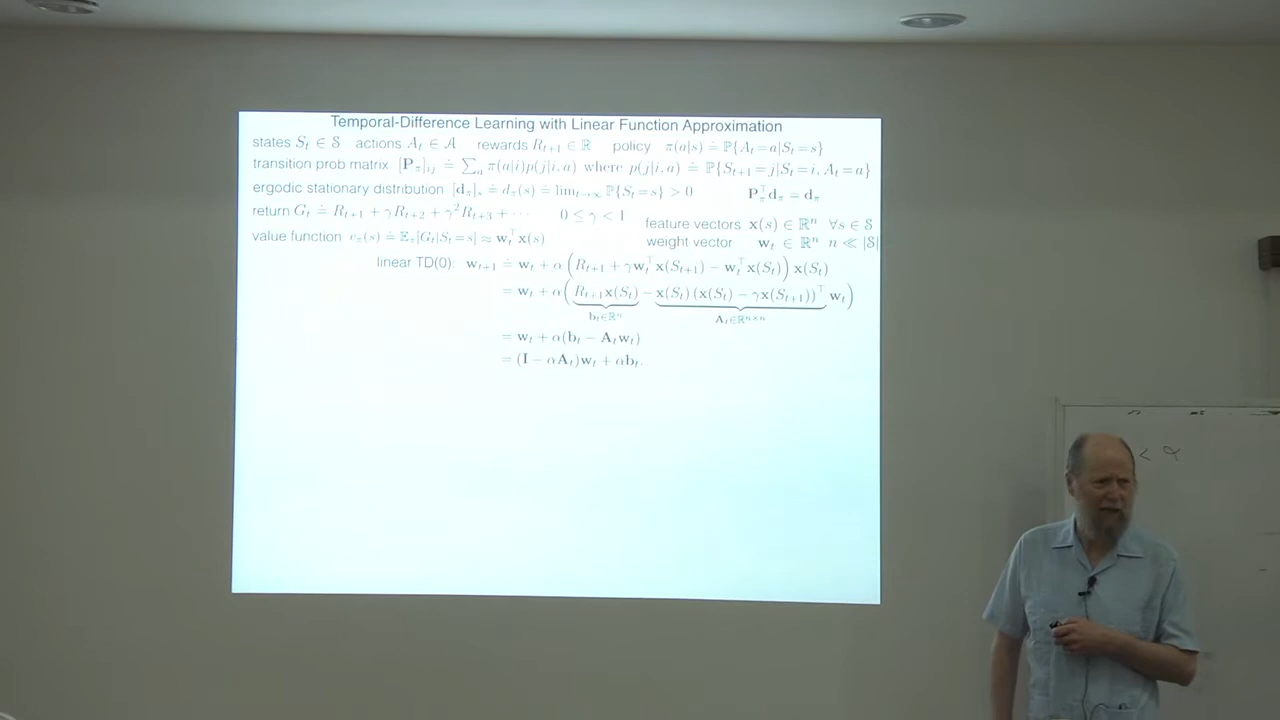 Temporal-Difference Learning with Linear Function Approximation
states S_t ∈ 𝒮 actions A_t ∈ 𝒜 rewards R_{t+1} ∈ ℝ policy π(a|s) ≐ ℙ{A_t=a|S_t=s}
transition prob matrix [P_π]_{ij} ≐ ∑_a π(a|i)p(j|i,a) where p(j|i,a) ≐ ℙ{S_{t+1}=j|S_t=i,A_t=a}
ergodic stationary distribution [d_π]_s ≐ d_π(s) ≐ lim_{t→∞} ℙ{S_t=s} > 0 P_π^⊤ d_π = d_π
return G_t ≐ R_{t+1} + γR_{t+2} + γ²R_{t+3} + ⋯ 0 ≤ γ < 1
feature vectors x(s) ∈ ℝⁿ ∀s ∈ 𝒮
value function v_π(s) ≐ 𝔼_π[G_t|S_t=s] ≈ w_t^⊤ x(s)
weight vector w_t ∈ ℝⁿ n ≪ |𝒮|
linear TD(0): w_{t+1} ≐ w_t + α(R_{t+1} + γw_t^⊤ x(S_{t+1}) − w_t^⊤ x(S_t)) x(S_t)
= w_t + α(R_{t+1}x(S_t) − x(S_t)(x(S_t) − γx(S_{t+1}))^⊤ w_t)
b_t∈ℝⁿ A_t∈ℝ^{n×n}
= w_t + α(b_t − A_t w_t)
= (I − αA_t)w_t + αb_t.
< α